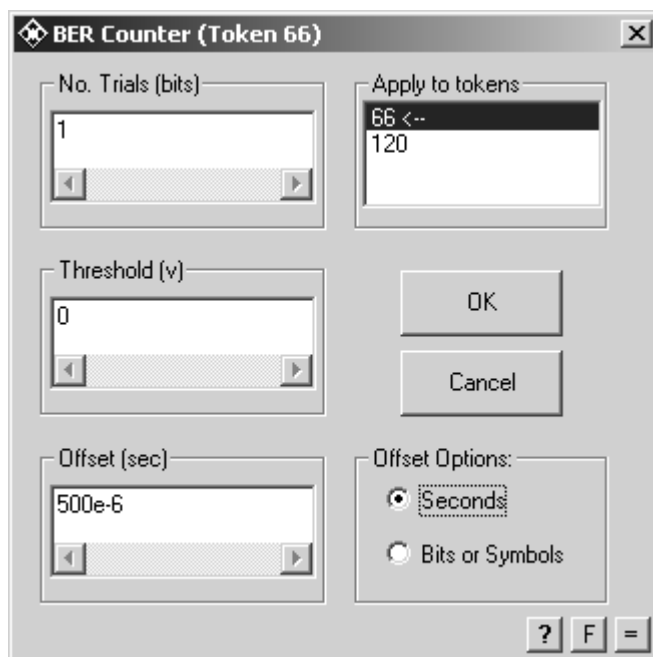 BER Counter (Token 66)
No. Trials (bits)
1
Apply to tokens
66 <--
120
Threshold (v)
0
OK
Cancel
Offset (sec)
500e-6
Offset Options:
Seconds
Bits or Symbols
? F =